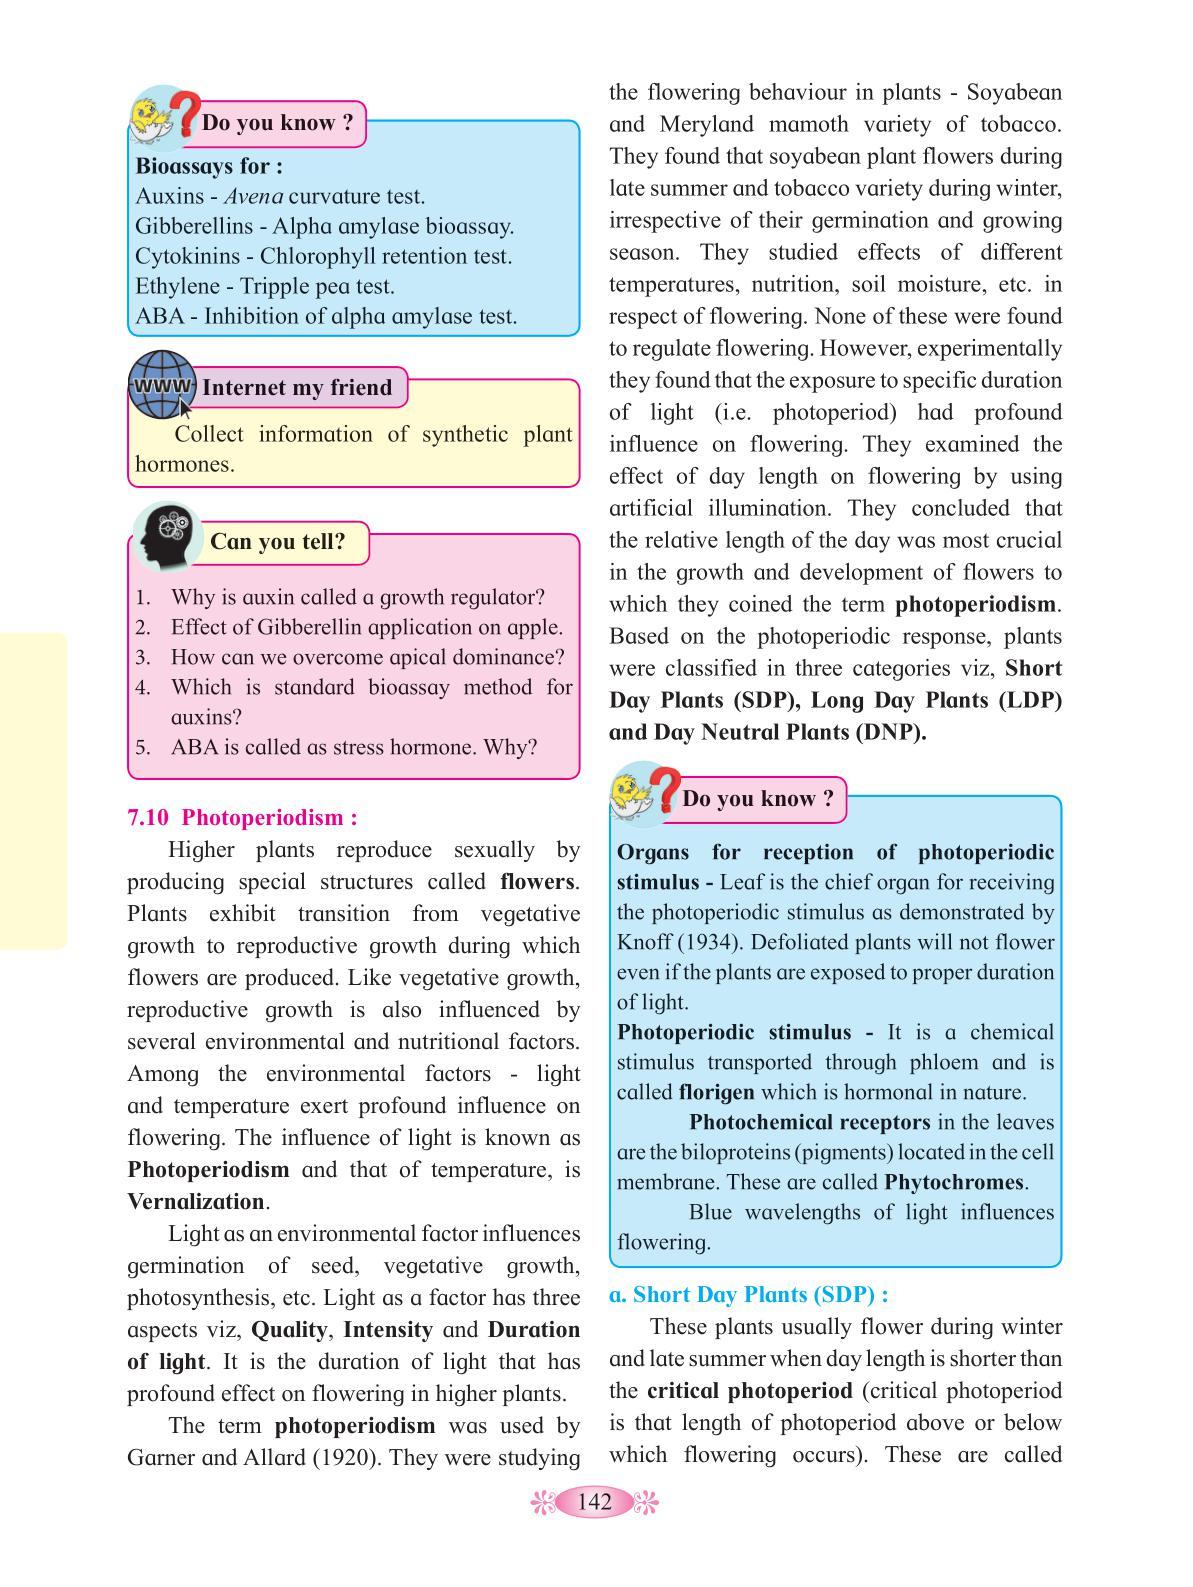 Do you know ?
Bioassays for :
Auxins - Avena curvature test.
Gibberellins - Alpha amylase bioassay.
Cytokinins - Chlorophyll retention test.
Ethylene - Tripple pea test.
ABA - Inhibition of alpha amylase test.
www
Internet my friend
Collect information of synthetic plant
hormones.
Can you tell?
1. Why is auxin called a growth regulator?
2. Effect of Gibberellin application on apple.
3. How can we overcome apical dominance?
4. Which is standard bioassay method for
auxins?
5. ABA is called as stress hormone. Why?
7.10 Photoperiodism :
Higher plants reproduce sexually by
producing special structures called flowers.
Plants exhibit transition from vegetative
growth to reproductive growth during which
flowers are produced. Like vegetative growth,
reproductive growth is also influenced by
several environmental and nutritional factors.
Among the environmental factors - light
and temperature exert profound influence on
flowering. The influence of light is known as
Photoperiodism and that of temperature, is
Vernalization.
Light as an environmental factor influences
germination of seed, vegetative growth,
photosynthesis, etc. Light as a factor has three
aspects viz, Quality, Intensity and Duration
of light. It is the duration of light that has
profound effect on flowering in higher plants.
The term photoperiodism was used by
Garner and Allard (1920). They were studying
the flowering behaviour in plants - Soyabean
and Meryland mamoth variety of tobacco.
They found that soyabean plant flowers during
late summer and tobacco variety during winter,
irrespective of their germination and growing
season. They studied effects of different
temperatures, nutrition, soil moisture, etc. in
respect of flowering. None of these were found
to regulate flowering. However, experimentally
they found that the exposure to specific duration
of light (i.e. photoperiod) had profound
influence on flowering. They examined the
effect of day length on flowering by using
artificial illumination. They concluded that
the relative length of the day was most crucial
in the growth and development of flowers to
which they coined the term photoperiodism.
Based on the photoperiodic response, plants
were classified in three categories viz, Short
Day Plants (SDP), Long Day Plants (LDP)
and Day Neutral Plants (DNP).
Do you know ?
Organs for reception of photoperiodic
stimulus - Leaf is the chief organ for receiving
the photoperiodic stimulus as demonstrated by
Knoff (1934). Defoliated plants will not flower
even if the plants are exposed to proper duration
of light.
Photoperiodic stimulus - It is a chemical
stimulus transported through phloem and is
called florigen which is hormonal in nature.
Photochemical receptors in the leaves
are the biloproteins (pigments) located in the cell
membrane. These are called Phytochromes.
Blue wavelengths of light influences
flowering.
a. Short Day Plants (SDP) :
These plants usually flower during winter
and late summer when day length is shorter than
the critical photoperiod (critical photoperiod
is that length of photoperiod above or below
which flowering occurs). These are called
142